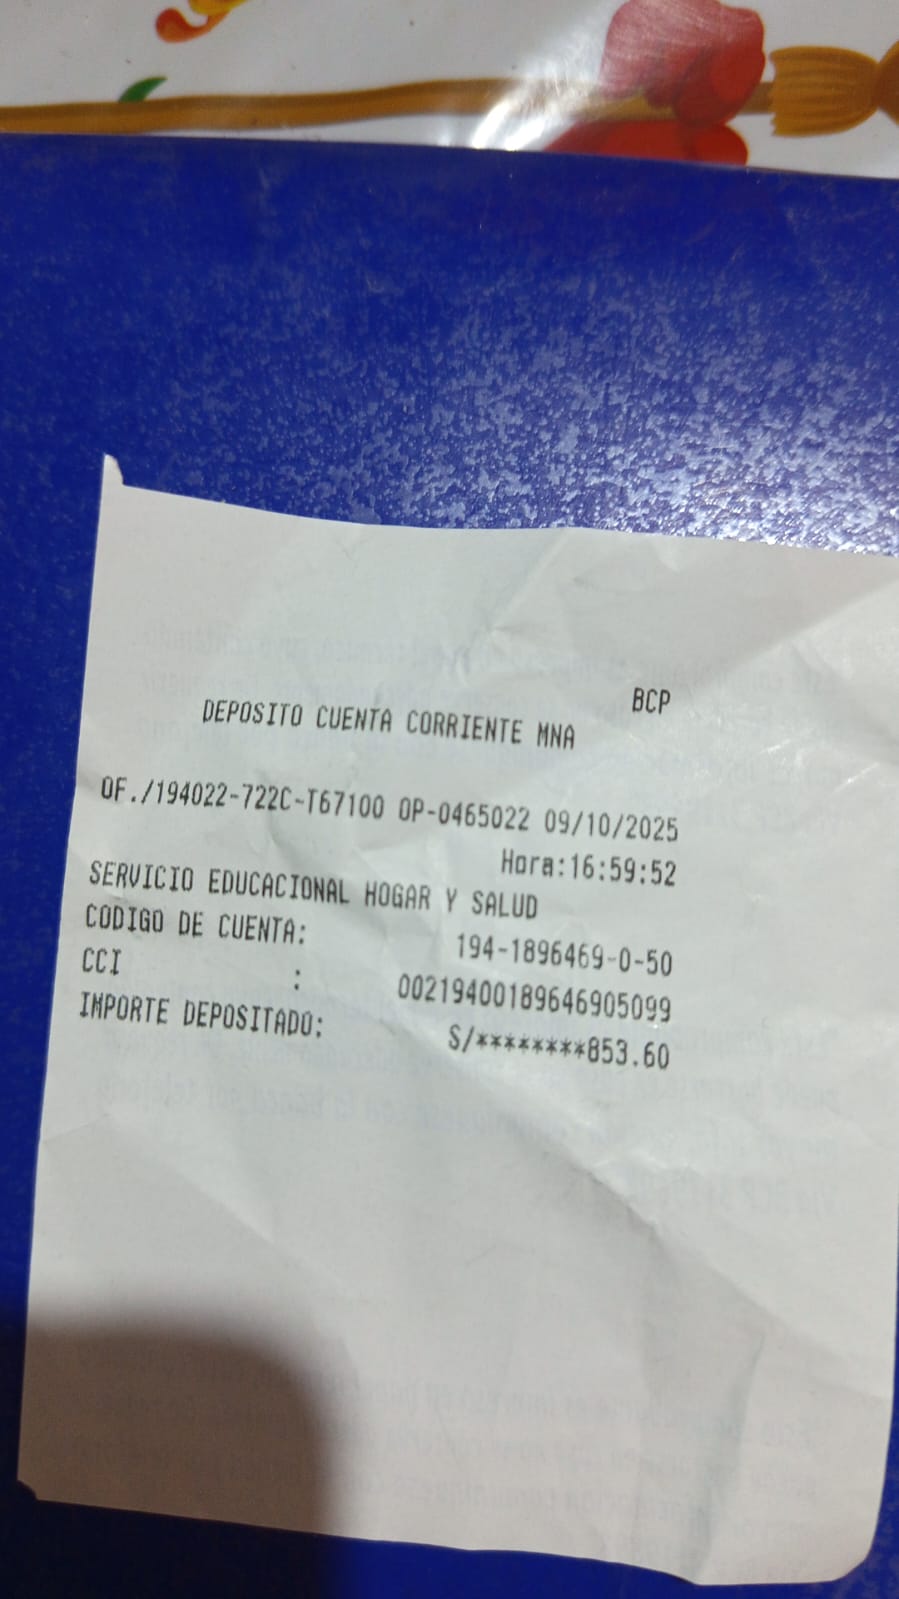 BCP
DEPOSITO CUENTA CORRIENTE MNA
OF./194022-722C-T67100 OP-0465022 09/10/2025
Hora:16:59:52
SERVICIO EDUCACIONAL HOGAR Y SALUD
CODIGO DE CUENTA: 194-1896469-0-50
CCI : 00219400189646905099
IMPORTE DEPOSITADO: S/********853.60